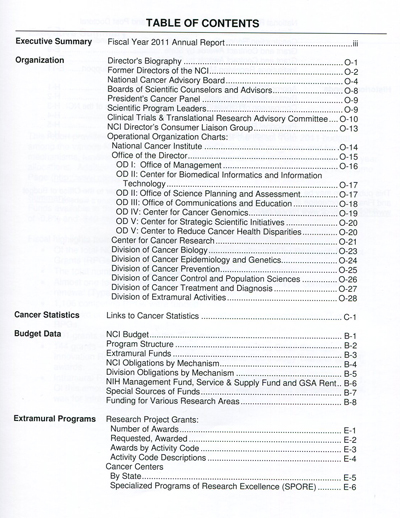 TABLE OF CONTENTS
Executive Summary Fiscal Year 2011 Annual Report iii
Organization Director's Biography O-1
Former Directors of the NCI O-2
National Cancer Advisory Board O-4
Boards of Scientific Counselors and Advisors O-8
President's Cancer Panel O-9
Scientific Program Leaders O-9
Clinical Trials & Translational Research Advisory Committee O-10
NCI Director's Consumer Liaison Group O-13
Operational Organization Charts:
National Cancer Institute O-14
Office of the Director O-15
OD I: Office of Management O-16
OD II: Center for Biomedical Informatics and Information
Technology O-17
OD II: Office of Science Planning and Assessment O-17
OD III: Office of Communications and Education O-18
OD IV: Center for Cancer Genomics O-19
OD V: Center for Strategic Scientific Initiatives O-20
OD V: Center to Reduce Cancer Health Disparities O-20
Center for Cancer Research O-21
Division of Cancer Biology O-23
Division of Cancer Epidemiology and Genetics O-24
Division of Cancer Prevention O-25
Division of Cancer Control and Population Sciences O-26
Division of Cancer Treatment and Diagnosis O-27
Division of Extramural Activities O-28
Cancer Statistics Links to Cancer Statistics C-1
Budget Data NCI Budget B-1
Program Structure B-2
Extramural Funds B-3
NCI Obligations by Mechanism B-4
Division Obligations by Mechanism B-5
NIH Management Fund, Service & Supply Fund and GSA Rent B-6
Special Sources of Funds B-7
Funding for Various Research Areas B-8
Extramural Programs Research Project Grants:
Number of Awards E-1
Requested, Awarded E-2
Awards by Activity Code E-3
Activity Code Descriptions E-4
Cancer Centers
By State E-5
Specialized Programs of Research Excellence (SPORE) E-6